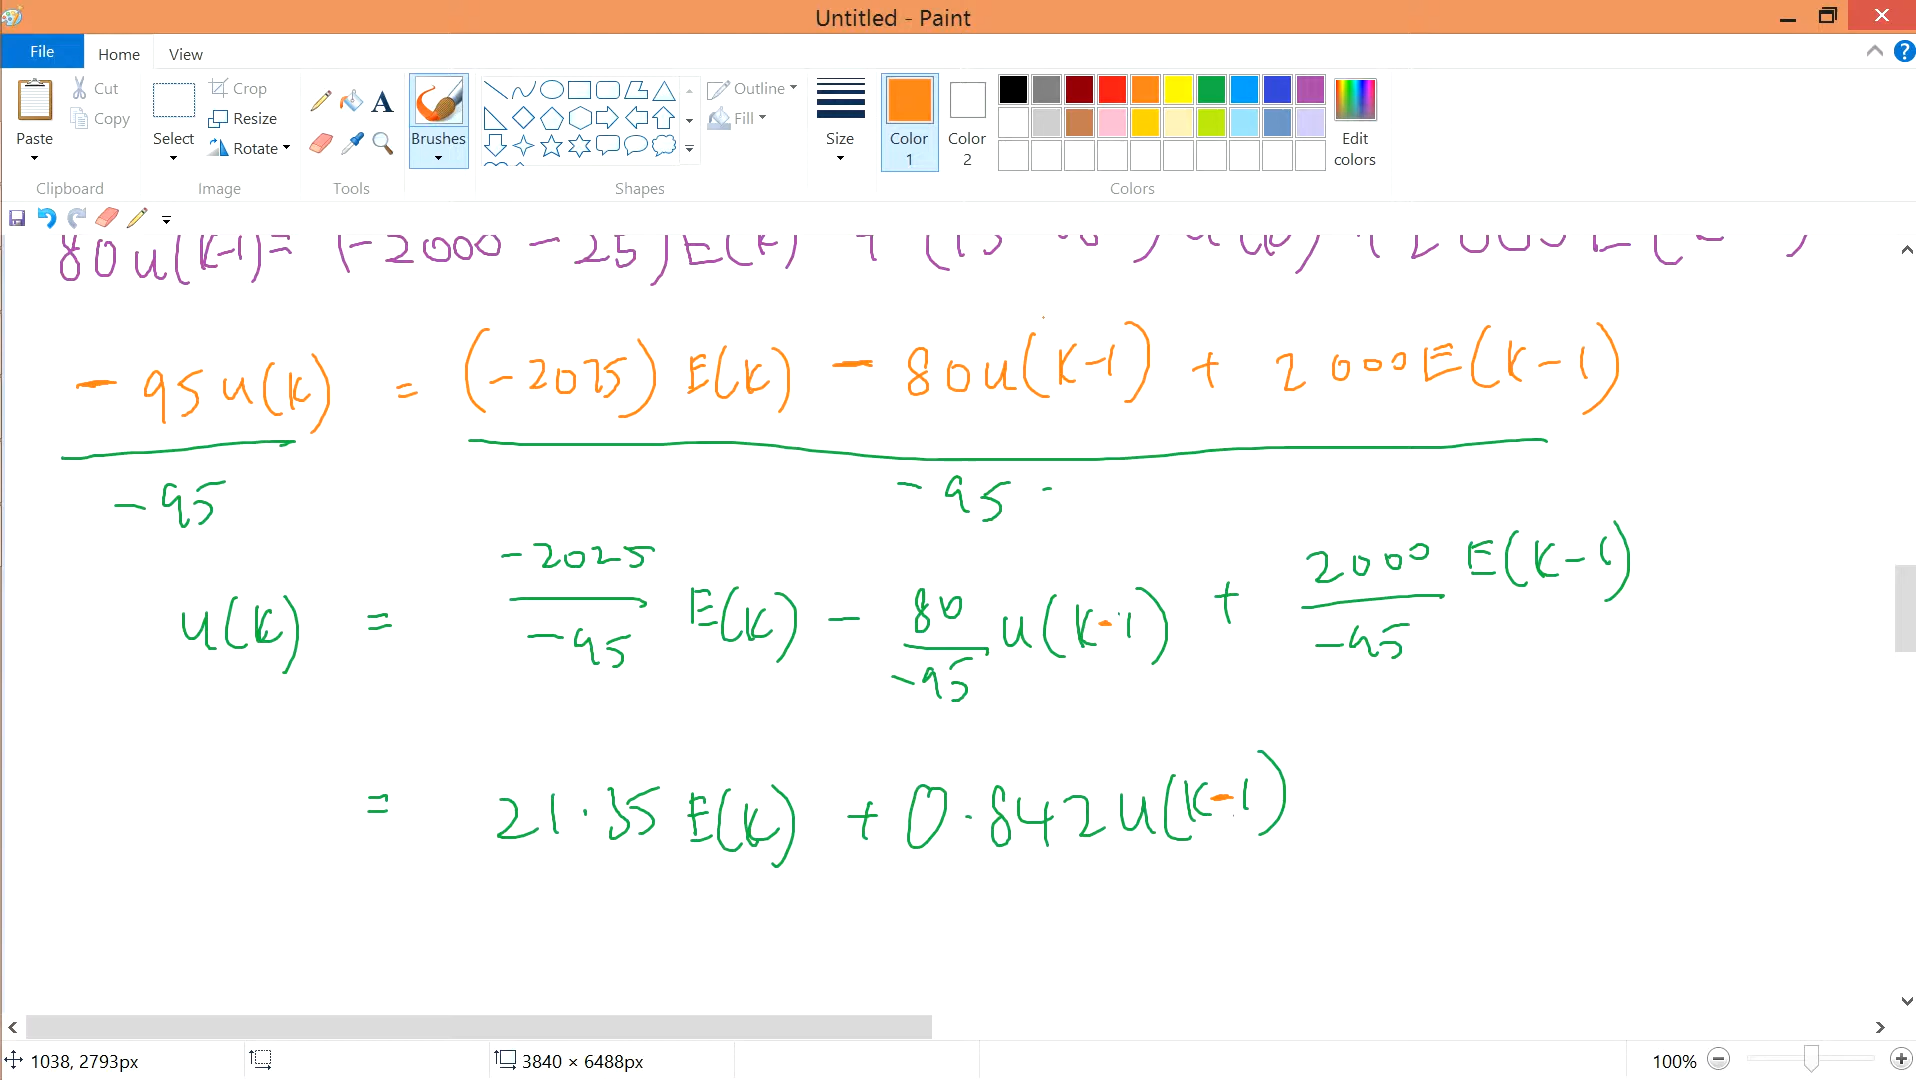 Untitled - Paint
File Home View
Paste Cut Copy Clipboard
Select Crop Resize Rotate Image
A Tools
Brushes
Outline Fill Shapes
Size
Color 1 Color 2 Edit colors Colors
80u(k-1)= (-2000 - 25)E(k) +
-95u(k) = (-2025) E(k) - 80u(k-1) + 2000E(k-1)
-95 -95 -
u(k) = -2025/-95 E(k) - 80/-95 u(k-1) + 2000/-95 E(k-1)
= 21.35 E(k) + 0.842u(k-1)
1038, 2793px 3840 × 6488px 100%